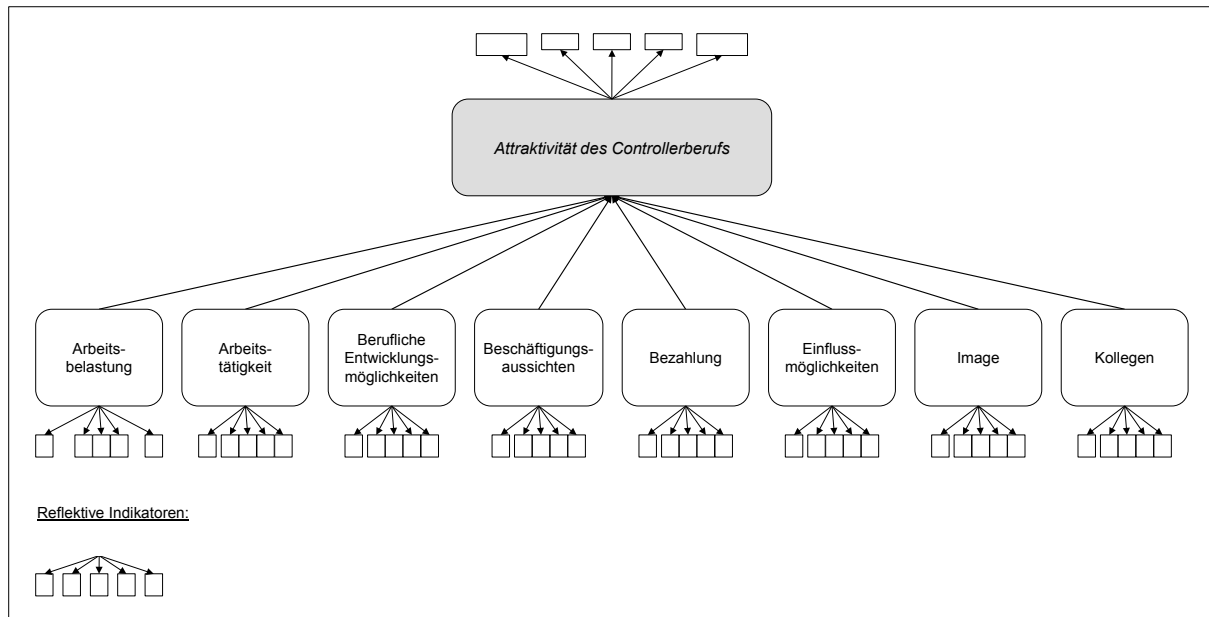 Attraktivität des Controllerberufs
Arbeits-
belastung
Arbeits-
tätigkeit
Berufliche
Entwicklungs-
möglichkeiten
Beschäftigungs-
aussichten
Bezahlung
Einfluss-
möglichkeiten
Image
Kollegen
Reflektive Indikatoren: